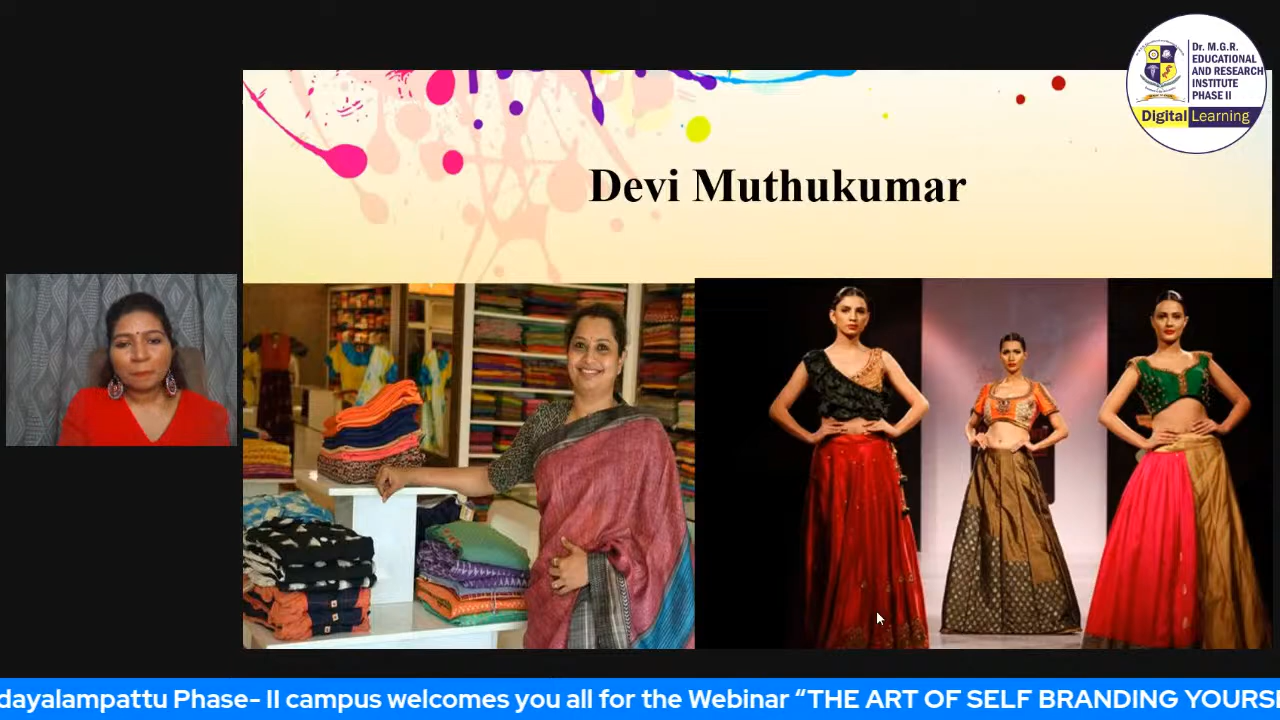 Dr. M.G.R.
EDUCATIONAL
AND RESEARCH
INSTITUTE
PHASE II
Digital Learning
Devi Muthukumar
dayalampattu Phase- II campus welcomes you all for the Webinar “THE ART OF SELF BRANDING YOURS